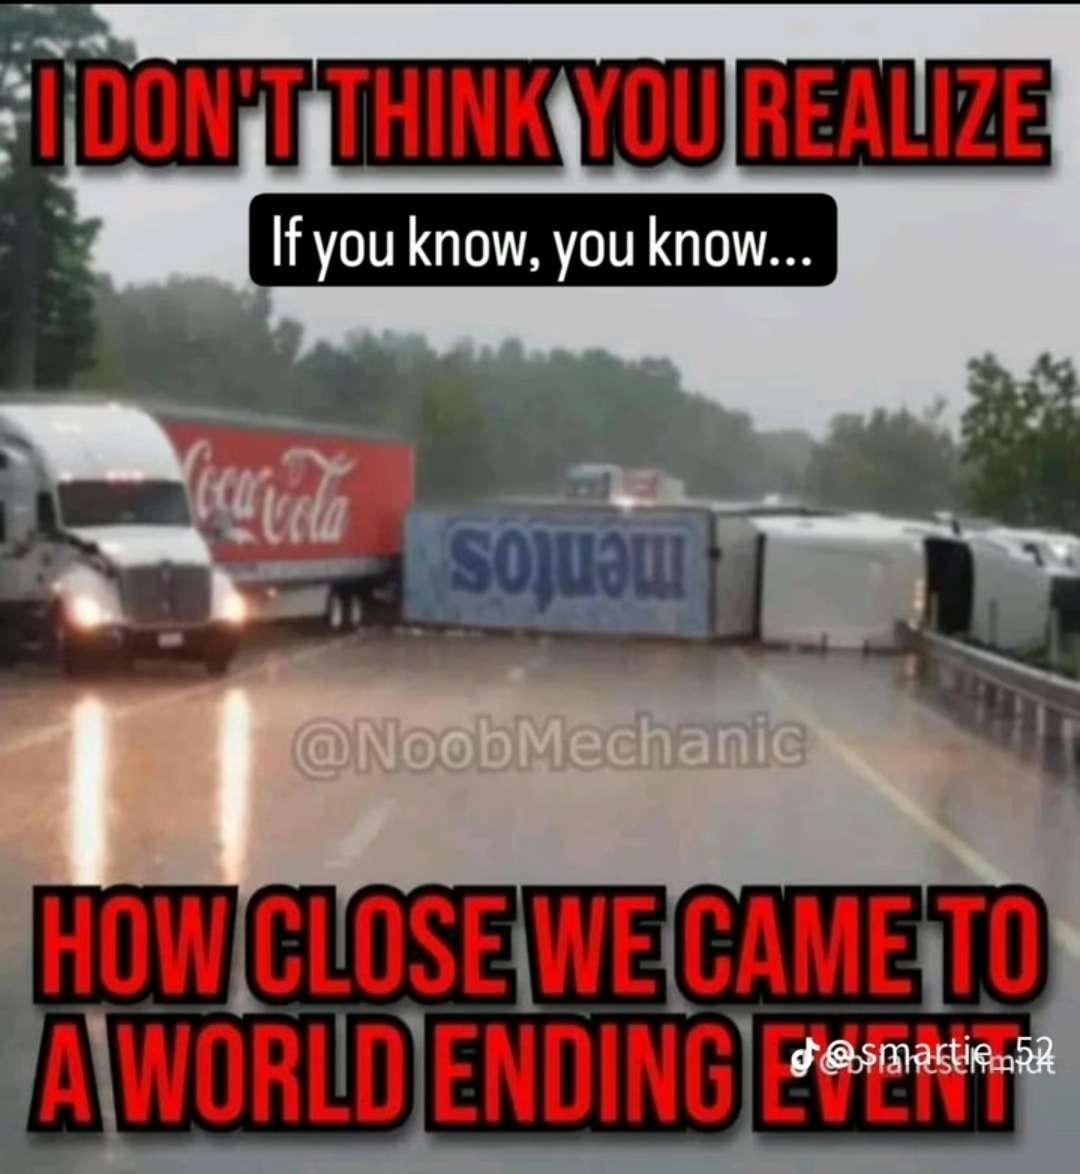 I DON'T THINK YOU REALIZE
If you know, you know...
Coca Cola
mentos
@NoobMechanic
HOW CLOSE WE CAME TO
A WORLD ENDING EVENT
@smartie_52
@briancschmidt